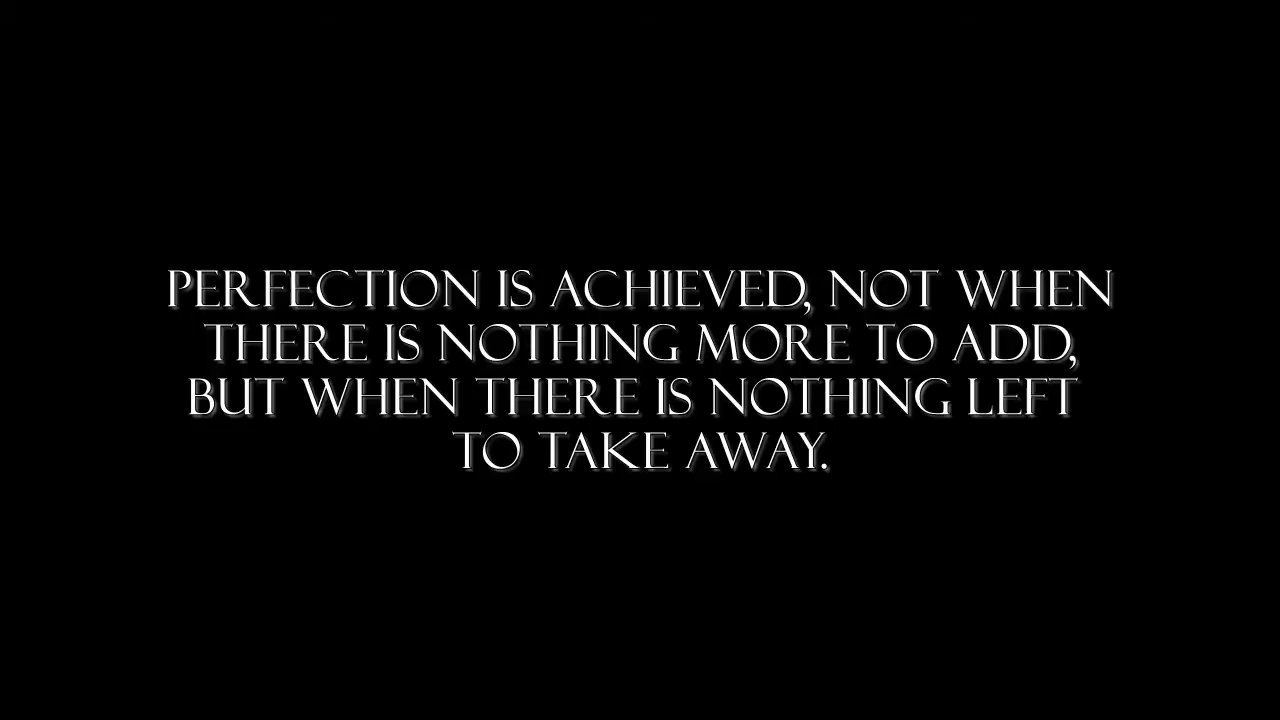 PERFECTION IS ACHIEVED, NOT WHEN
THERE IS NOTHING MORE TO ADD,
BUT WHEN THERE IS NOTHING LEFT
TO TAKE AWAY.